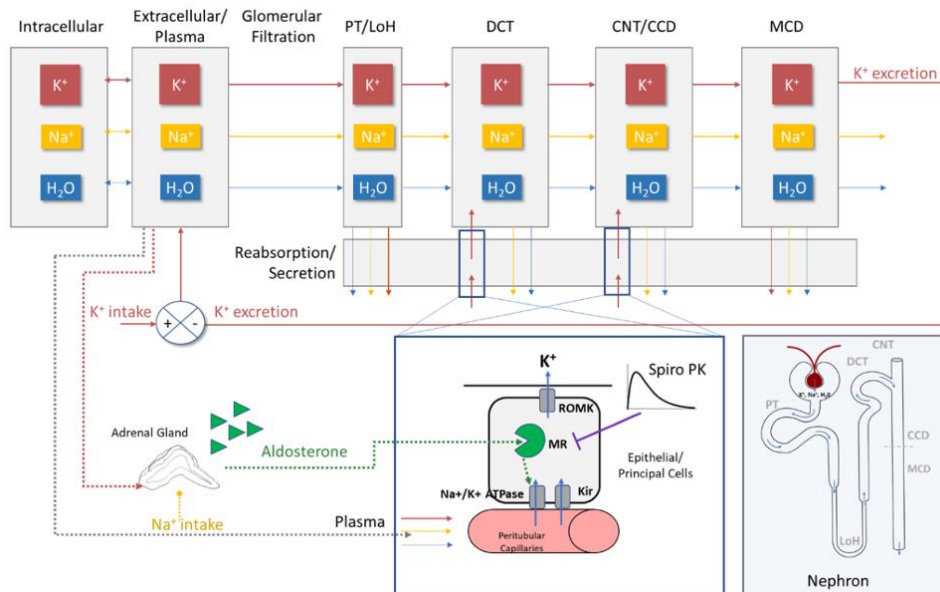 Intracellular
Extracellular/
Plasma
Glomerular
Filtration
PT/LoH
DCT
CNT/CCD
MCD
K⁺ K⁺ K⁺ K⁺ K⁺ K⁺ K⁺ excretion
Na⁺ Na⁺ Na⁺ Na⁺ Na⁺ Na⁺
H₂O H₂O H₂O H₂O H₂O H₂O
Reabsorption/
Secretion
K⁺ intake + - K⁺ excretion
Adrenal Gland
Aldosterone
Na⁺ intake
Plasma
K⁺
Spiro PK
ROMK
MR
Epithelial/
Principal Cells
Na+/K+ ATPase
Kir
Peritubular
Capillaries
CNT
DCT
K⁺, Na⁺, H₂O
PT
CCD
MCD
LoH
Nephron